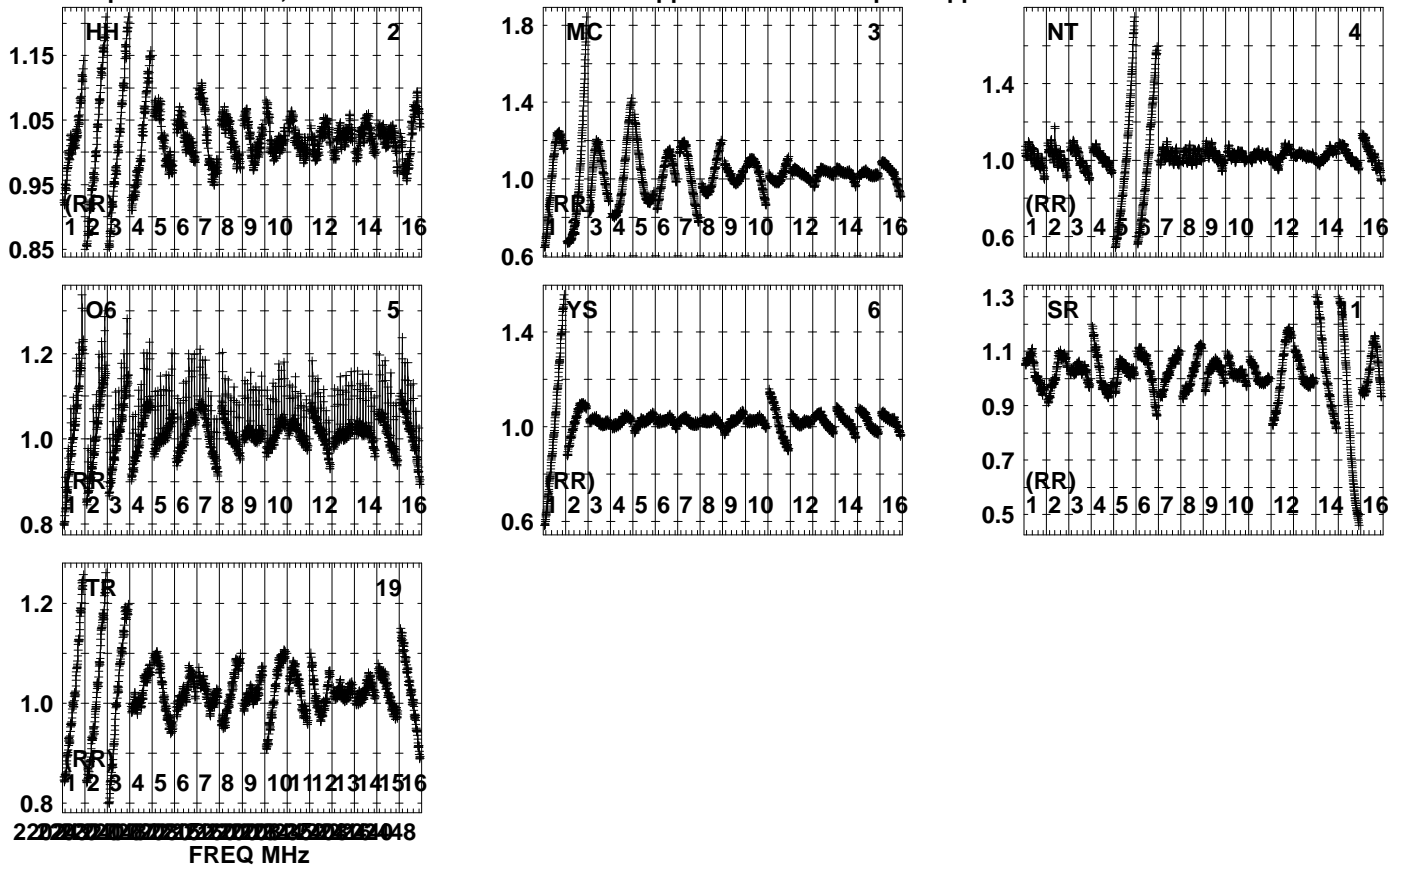 HH 2
1.15
1.05
0.95
0.85
(RR)
1 2 3 4 5 6 7 8 9 10 12 14 16
MC 3
1.8
1.4
1.0
0.6
(RR)
1 2 3 4 5 6 7 8 9 10 12 14 16
NT 4
1.4
1.0
0.6
(RR)
1 2 3 4 5 6 7 8 9 10 12 14 16
O6 5
1.2
1.0
0.8
(RR)
1 2 3 4 5 6 7 8 9 10 12 14 16
YS 6
1.4
1.0
0.6
(RR)
1 2 3 4 5 6 7 8 9 10 12 14 16
SR 11
1.3
1.1
0.9
0.7
0.5
(RR)
1 2 3 4 5 6 7 8 9 10 12 14 16
TR 19
1.2
1.0
0.8
(RR)
1 2 3 4 5 6 7 8 9 10 11 12 13 14 15 16
FREQ MHz